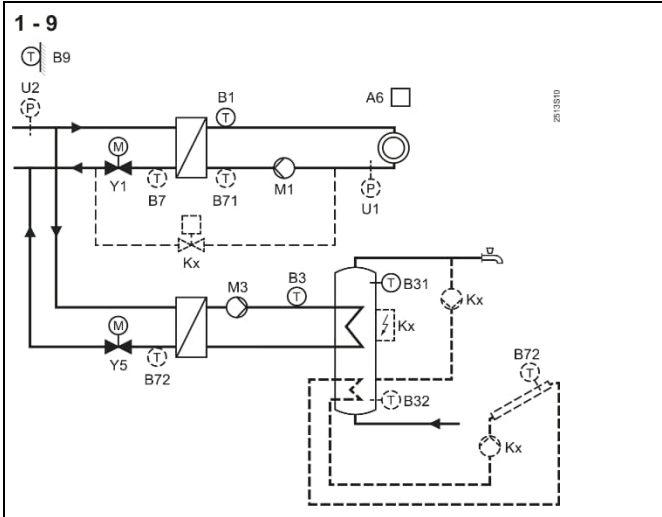 1 - 9
T B9
U2
P
B1
T
A6
2513S10
M
Y1
T
B7
T
B71
M1
P
U1
Kx
M3
B3
T
T B31
Kx
Kx
M
Y5
T
B72
B72
T
T B32
Kx